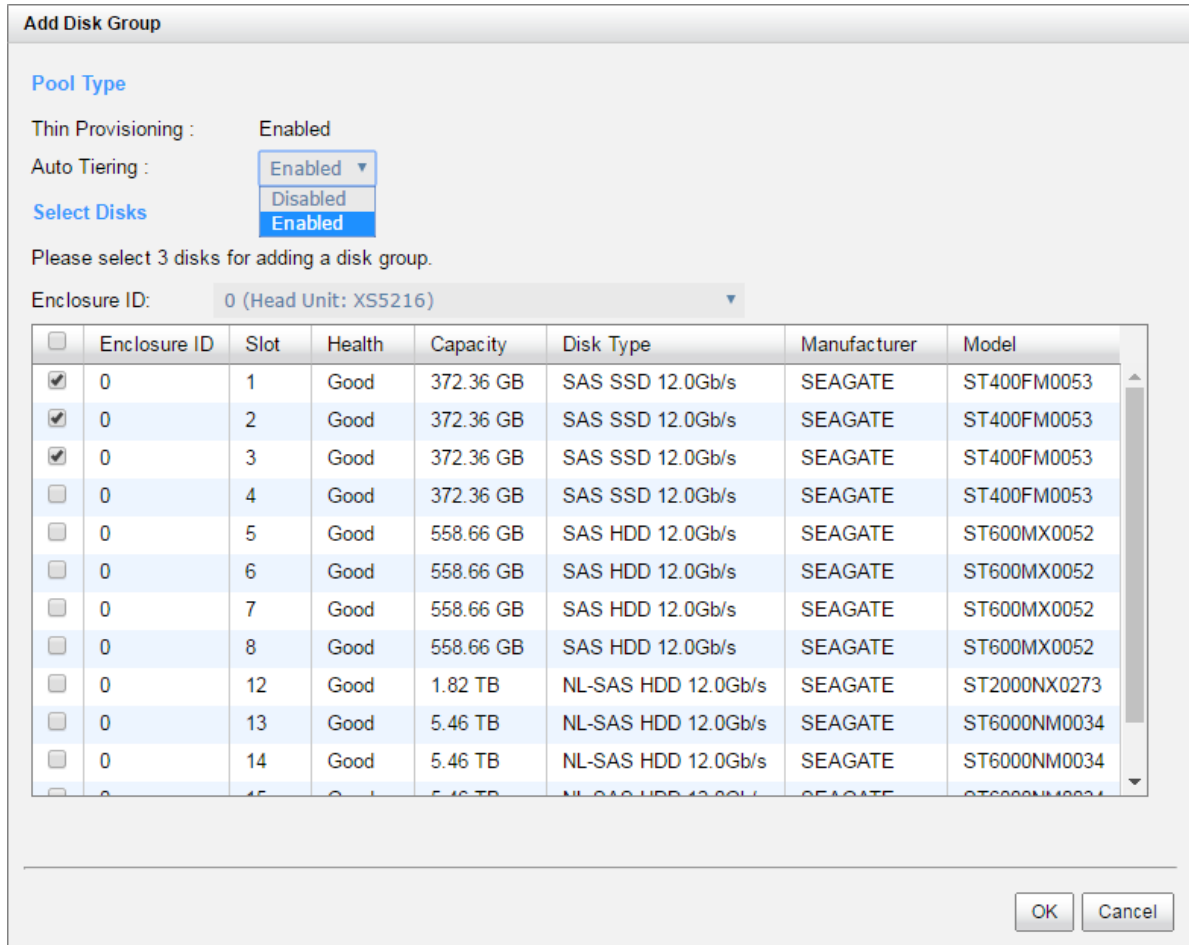 Add Disk Group
Pool Type
Thin Provisioning : Enabled
Auto Tiering : Enabled
Disabled
Select Disks
Enabled
Please select 3 disks for adding a disk group.
Enclosure ID: 0 (Head Unit: XS5216)
Enclosure ID Slot Health Capacity Disk Type Manufacturer Model
0 1 Good 372.36 GB SAS SSD 12.0Gb/s SEAGATE ST400FM0053
0 2 Good 372.36 GB SAS SSD 12.0Gb/s SEAGATE ST400FM0053
0 3 Good 372.36 GB SAS SSD 12.0Gb/s SEAGATE ST400FM0053
0 4 Good 372.36 GB SAS SSD 12.0Gb/s SEAGATE ST400FM0053
0 5 Good 558.66 GB SAS HDD 12.0Gb/s SEAGATE ST600MX0052
0 6 Good 558.66 GB SAS HDD 12.0Gb/s SEAGATE ST600MX0052
0 7 Good 558.66 GB SAS HDD 12.0Gb/s SEAGATE ST600MX0052
0 8 Good 558.66 GB SAS HDD 12.0Gb/s SEAGATE ST600MX0052
0 12 Good 1.82 TB NL-SAS HDD 12.0Gb/s SEAGATE ST2000NX0273
0 13 Good 5.46 TB NL-SAS HDD 12.0Gb/s SEAGATE ST6000NM0034
0 14 Good 5.46 TB NL-SAS HDD 12.0Gb/s SEAGATE ST6000NM0034
OK Cancel